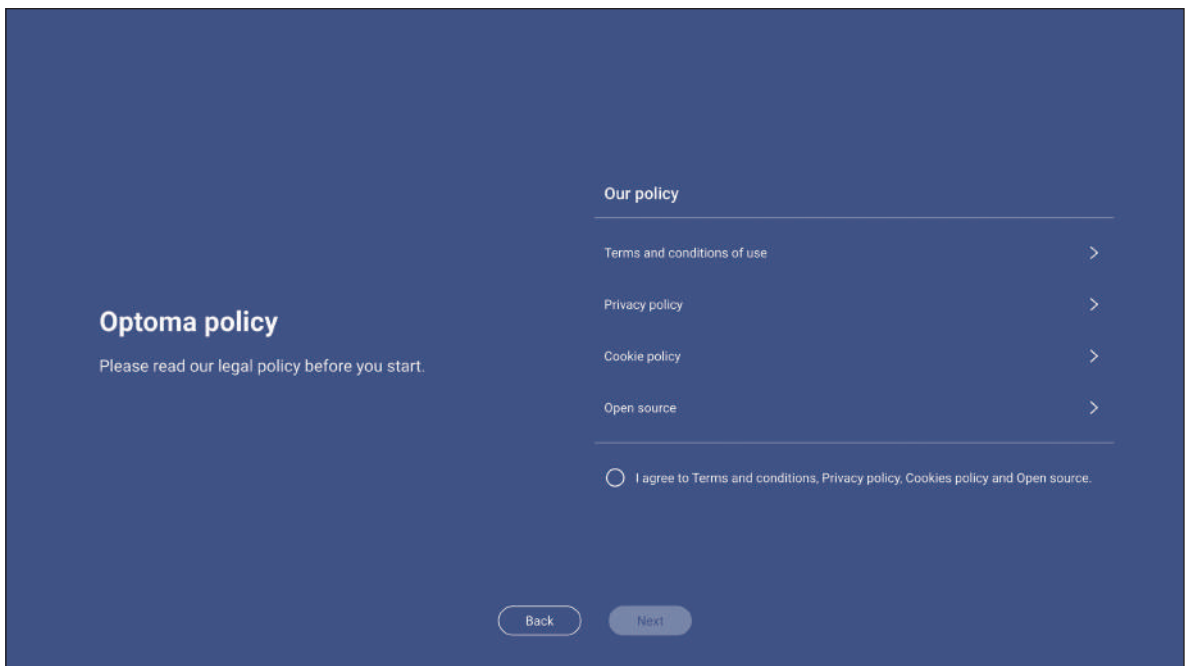 Optoma policy
Please read our legal policy before you start.
Our policy
Terms and conditions of use
Privacy policy
Cookie policy
Open source
I agree to Terms and conditions, Privacy policy, Cookies policy and Open source.
Back
Next